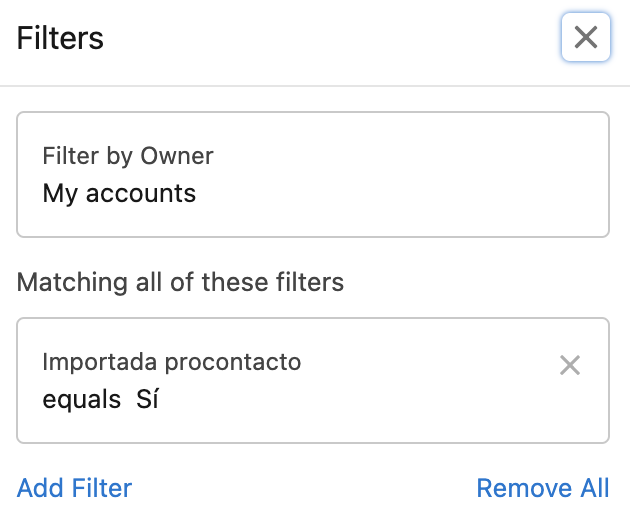 Filters
Filter by Owner
My accounts
Matching all of these filters
Importada procontacto
equals Sí
Add Filter
Remove All